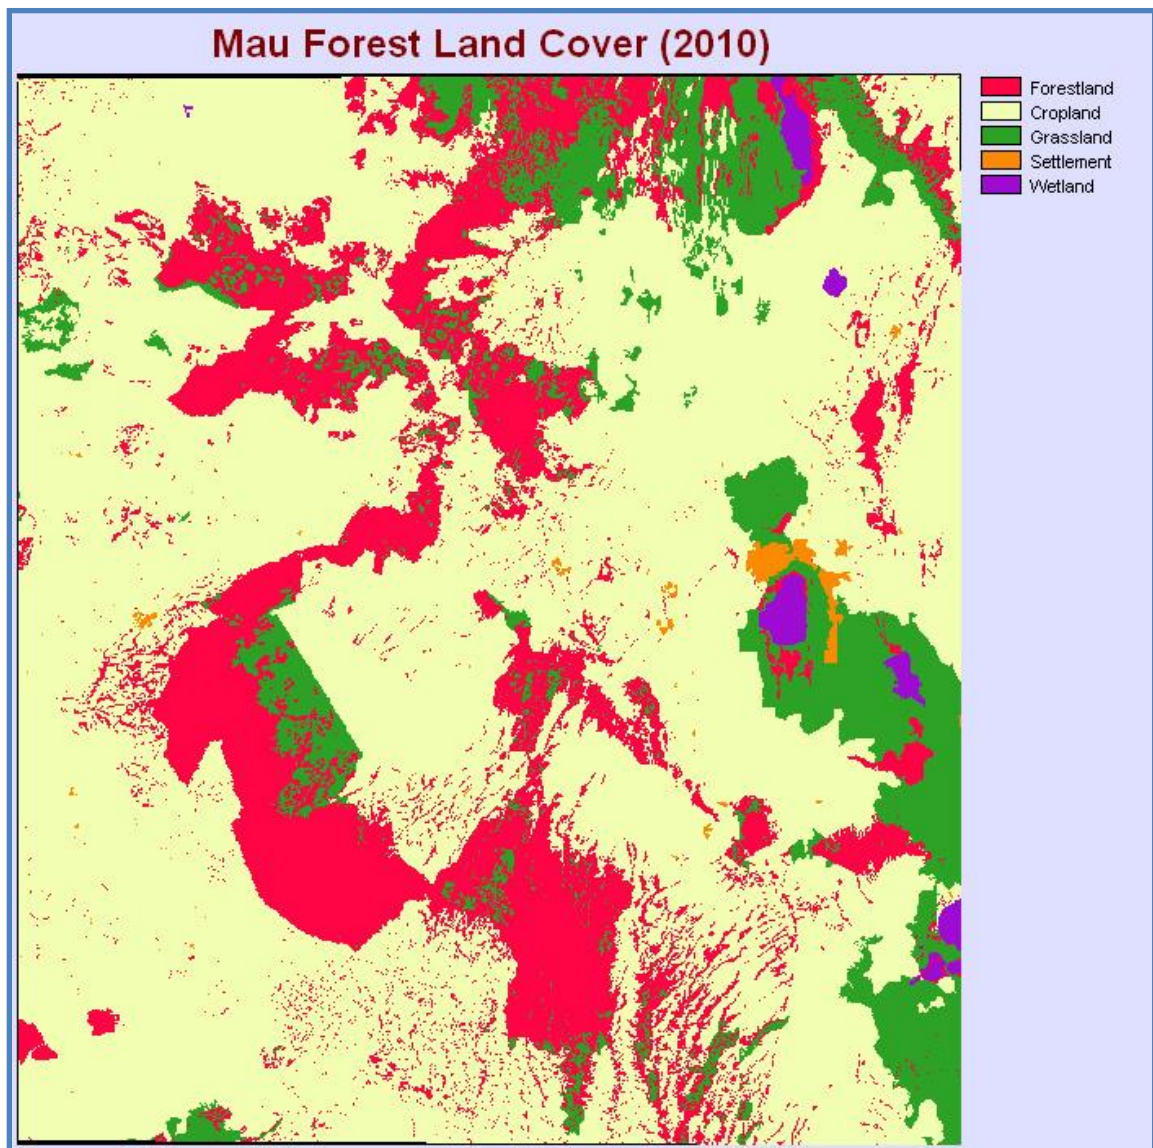 Mau Forest Land Cover (2010)
Forestland
Cropland
Grassland
Settlement
Wetland